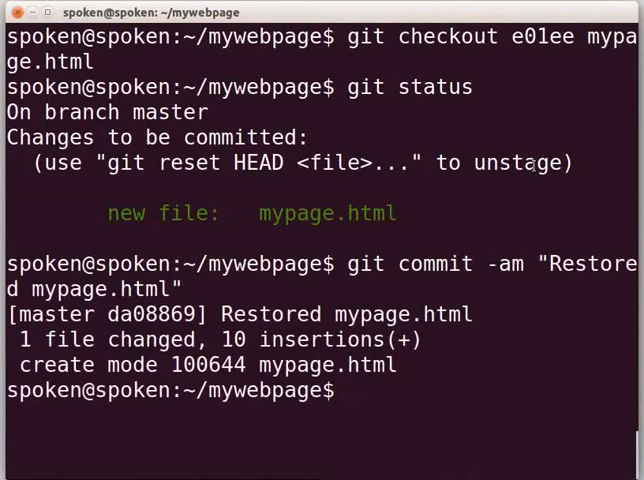 spoken@spoken: ~/mywebpage
spoken@spoken:~/mywebpage$ git checkout e01ee mypa
ge.html
spoken@spoken:~/mywebpage$ git status
On branch master
Changes to be committed:
(use "git reset HEAD <file>..." to unstage)
new file: mypage.html
spoken@spoken:~/mywebpage$ git commit -am "Restore
d mypage.html"
[master da08869] Restored mypage.html
1 file changed, 10 insertions(+)
create mode 100644 mypage.html
spoken@spoken:~/mywebpage$